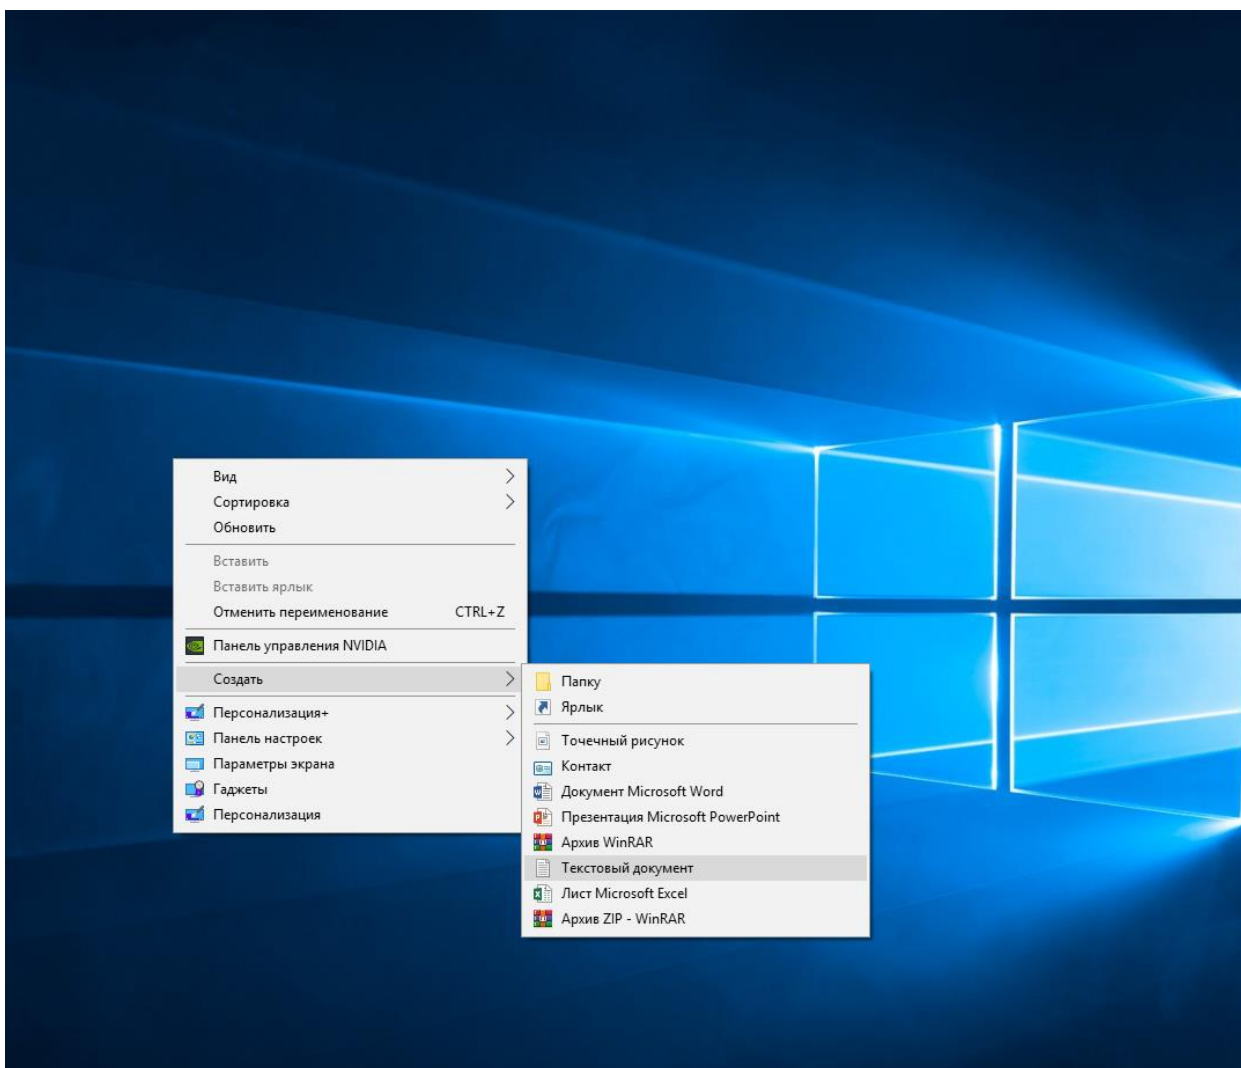 Вид
Сортировка
Обновить
Вставить
Вставить ярлык
Отменить переименование CTRL+Z
Панель управления NVIDIA
Создать
Персонализация+
Панель настроек
Параметры экрана
Гаджеты
Персонализация
Папку
Ярлык
Точечный рисунок
Контакт
Документ Microsoft Word
Презентация Microsoft PowerPoint
Архив WinRAR
Текстовый документ
Лист Microsoft Excel
Архив ZIP - WinRAR